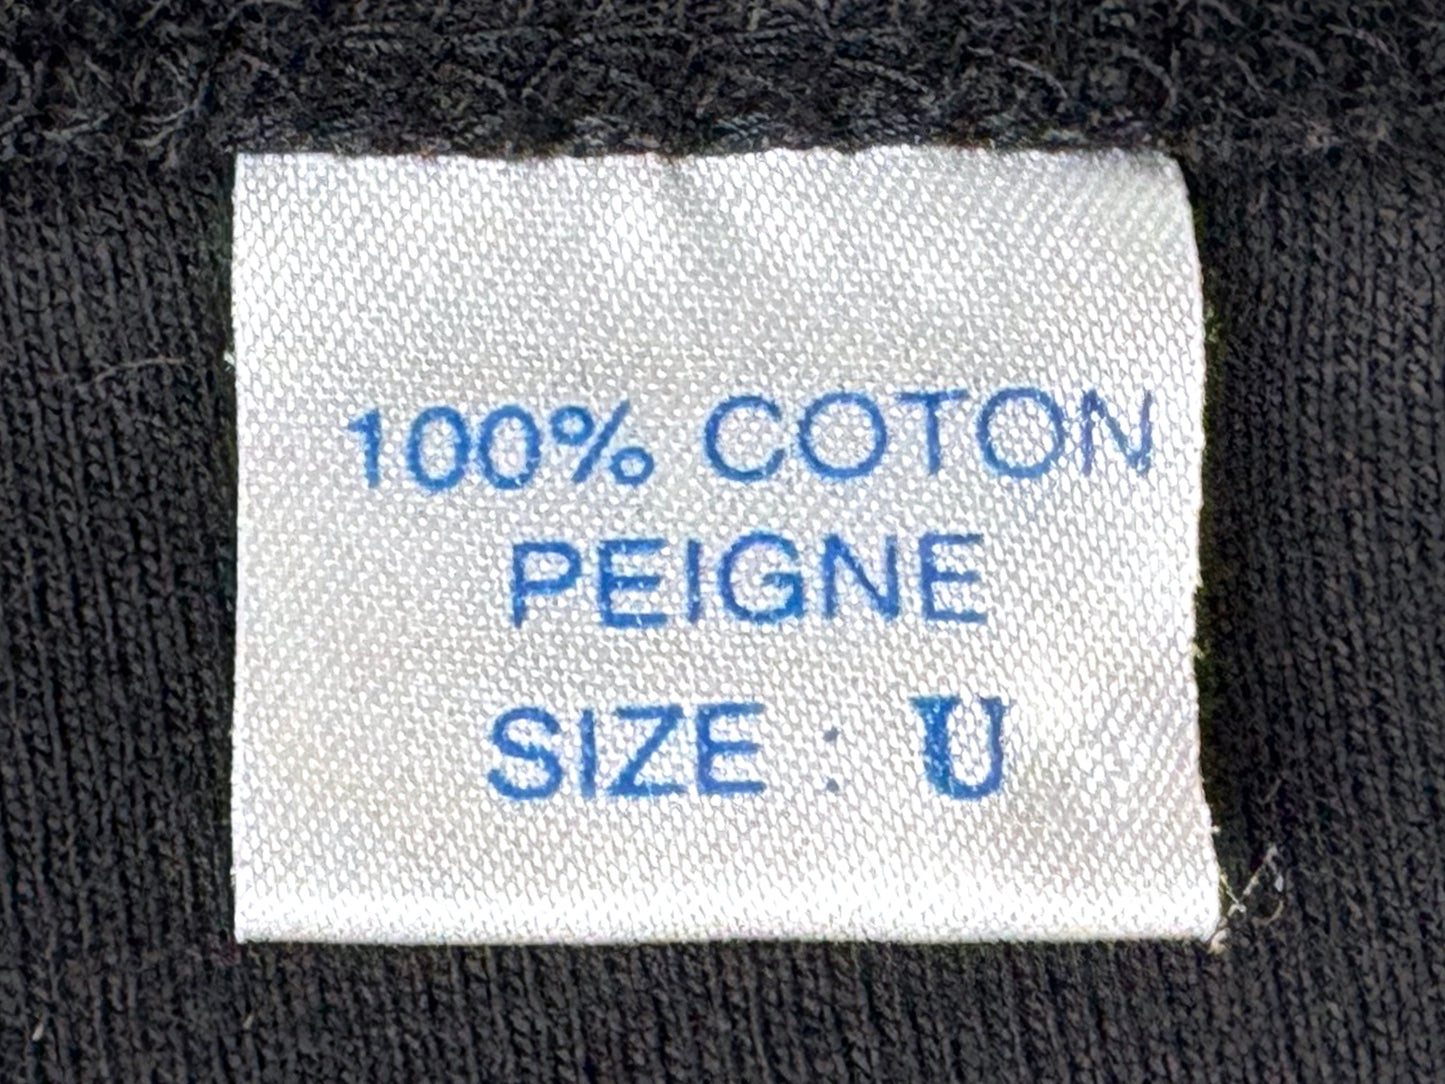 100% COTON
PEIGNE
SIZE : U